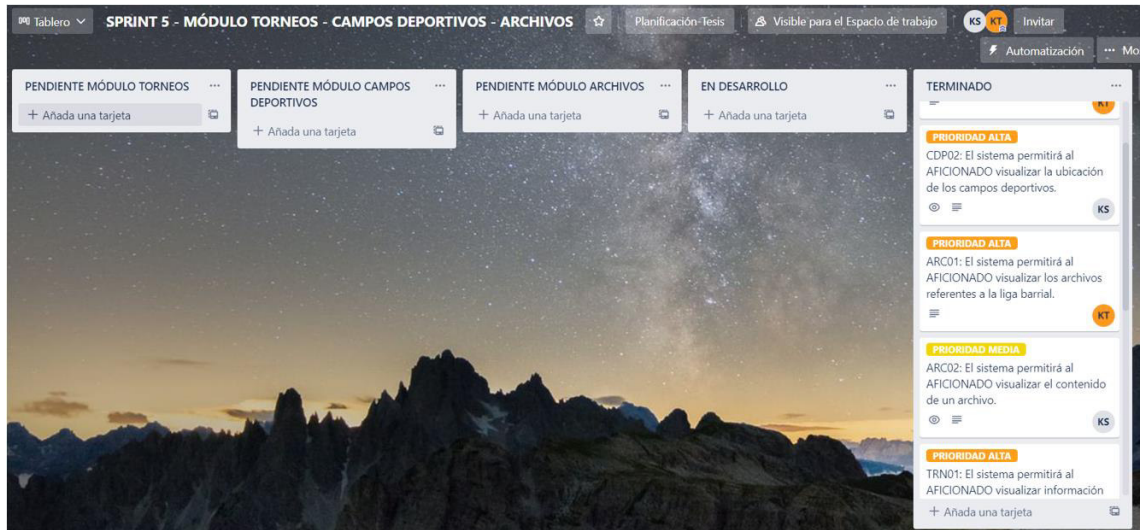 Tablero
SPRINT 5 - MÓDULO TORNEOS - CAMPOS DEPORTIVOS - ARCHIVOS
Planificación-Tesis
Visible para el Espacio de trabajo
KS
KT
Invitar
Automatización
... Mo
PENDIENTE MÓDULO TORNEOS ...
+ Añada una tarjeta
PENDIENTE MÓDULO CAMPOS ...
DEPORTIVOS
+ Añada una tarjeta
PENDIENTE MÓDULO ARCHIVOS ...
+ Añada una tarjeta
EN DESARROLLO ...
+ Añada una tarjeta
TERMINADO ...
KT
PRIORIDAD ALTA
CDP02: El sistema permitirá al
AFICIONADO visualizar la ubicación
de los campos deportivos.
KS
PRIORIDAD ALTA
ARC01: El sistema permitirá al
AFICIONADO visualizar los archivos
referentes a la liga barrial.
KT
PRIORIDAD MEDIA
ARC02: El sistema permitirá al
AFICIONADO visualizar el contenido
de un archivo.
KS
PRIORIDAD ALTA
TRN01: El sistema permitirá al
AFICIONADO visualizar información
+ Añada una tarjeta